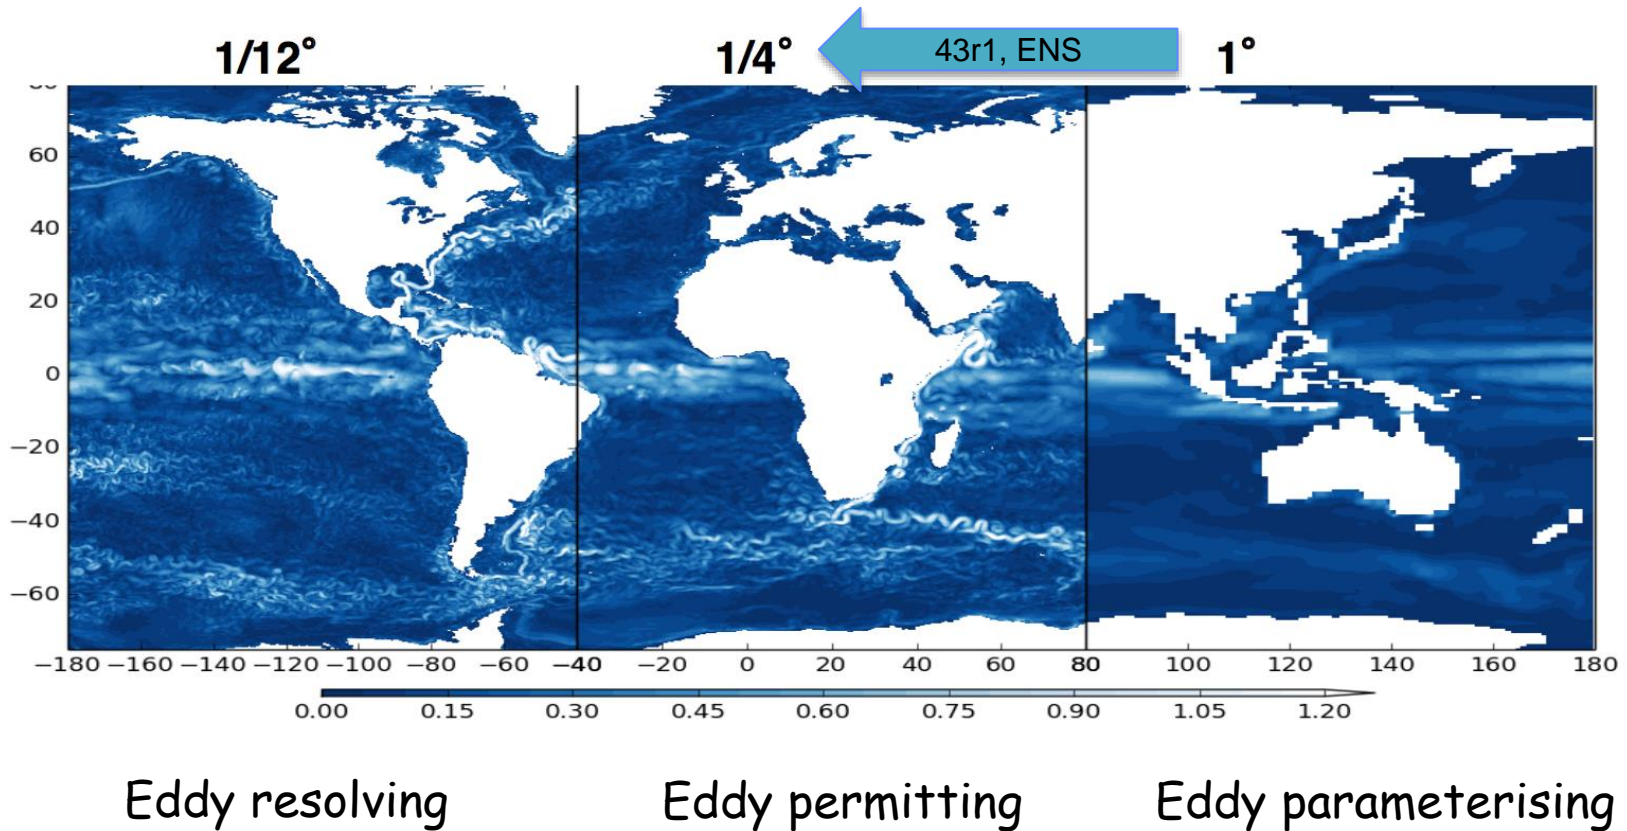 1/12° 1/4° 43r1, ENS 1°
60
40
20
0
−20
−40
−60
−180 −160 −140 −120 −100 −80 −60 −40 −20 0 20 40 60 80 100 120 140 160 180
0.00 0.15 0.30 0.45 0.60 0.75 0.90 1.05 1.20
Eddy resolving Eddy permitting Eddy parameterising